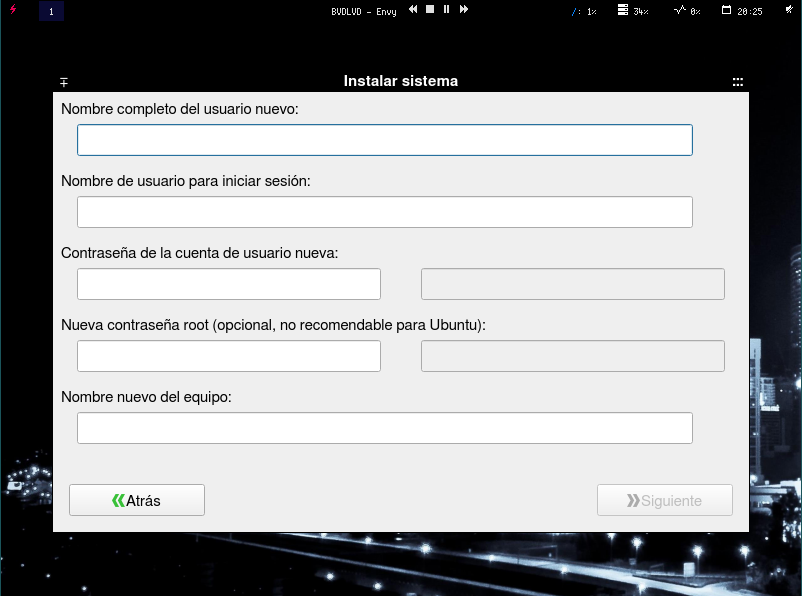 1 BVDLVD - Envy /: 1% 34% 0% 20:25
Instalar sistema
Nombre completo del usuario nuevo:
Nombre de usuario para iniciar sesión:
Contraseña de la cuenta de usuario nueva:
Nueva contraseña root (opcional, no recomendable para Ubuntu):
Nombre nuevo del equipo:
Atrás Siguiente